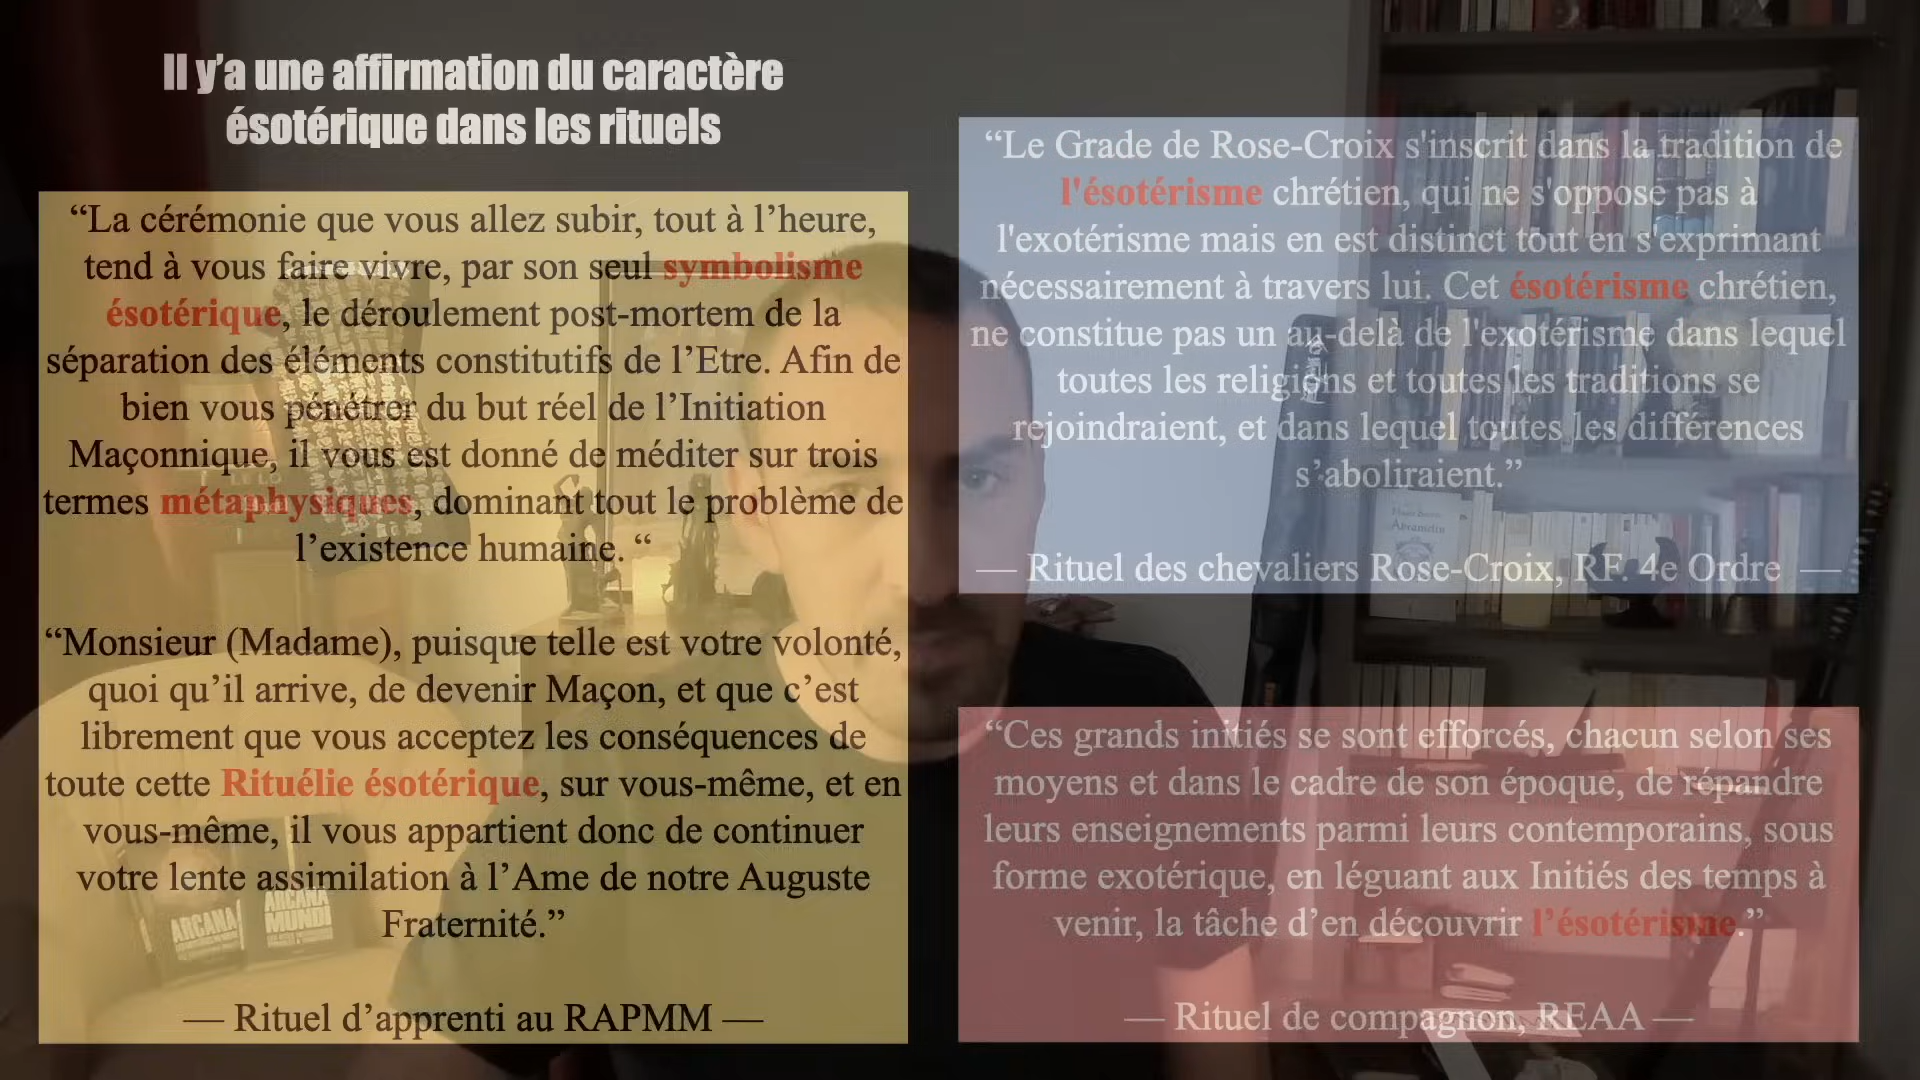 Il y’a une affirmation du caractère
ésotérique dans les rituels
“La cérémonie que vous allez subir, tout à l’heure,
tend à vous faire vivre, par son seul symbolisme
ésotérique, le déroulement post-mortem de la
séparation des éléments constitutifs de l’Etre. Afin de
bien vous pénétrer du but réel de l’Initiation
Maçonnique, il vous est donné de méditer sur trois
termes métaphysiques, dominant tout le problème de
l’existence humaine. “
“Monsieur (Madame), puisque telle est votre volonté,
quoi qu’il arrive, de devenir Maçon, et que c’est
librement que vous acceptez les conséquences de
toute cette Rituélie ésotérique, sur vous-même, et en
vous-même, il vous appartient donc de continuer
votre lente assimilation à l’Ame de notre Auguste
Fraternité.”
— Rituel d’apprenti au RAPMM —
“Le Grade de Rose-Croix s'inscrit dans la tradition de
l'ésotérisme chrétien, qui ne s'oppose pas à
l'exotérisme mais en est distinct tout en s'exprimant
nécessairement à travers lui. Cet ésotérisme chrétien,
ne constitue pas un au-delà de l'exotérisme dans lequel
toutes les religions et toutes les traditions se
rejoindraient, et dans lequel toutes les différences
s’aboliraient.”
— Rituel des chevaliers Rose-Croix, RF. 4e Ordre —
“Ces grands initiés se sont efforcés, chacun selon ses
moyens et dans le cadre de son époque, de répandre
leurs enseignements parmi leurs contemporains, sous
forme exotérique, en léguant aux Initiés des temps à
venir, la tâche d’en découvrir l’ésotérisme.”
— Rituel de compagnon, REAA —
ARCANA
ARCANA
MUNDI
Abramelin